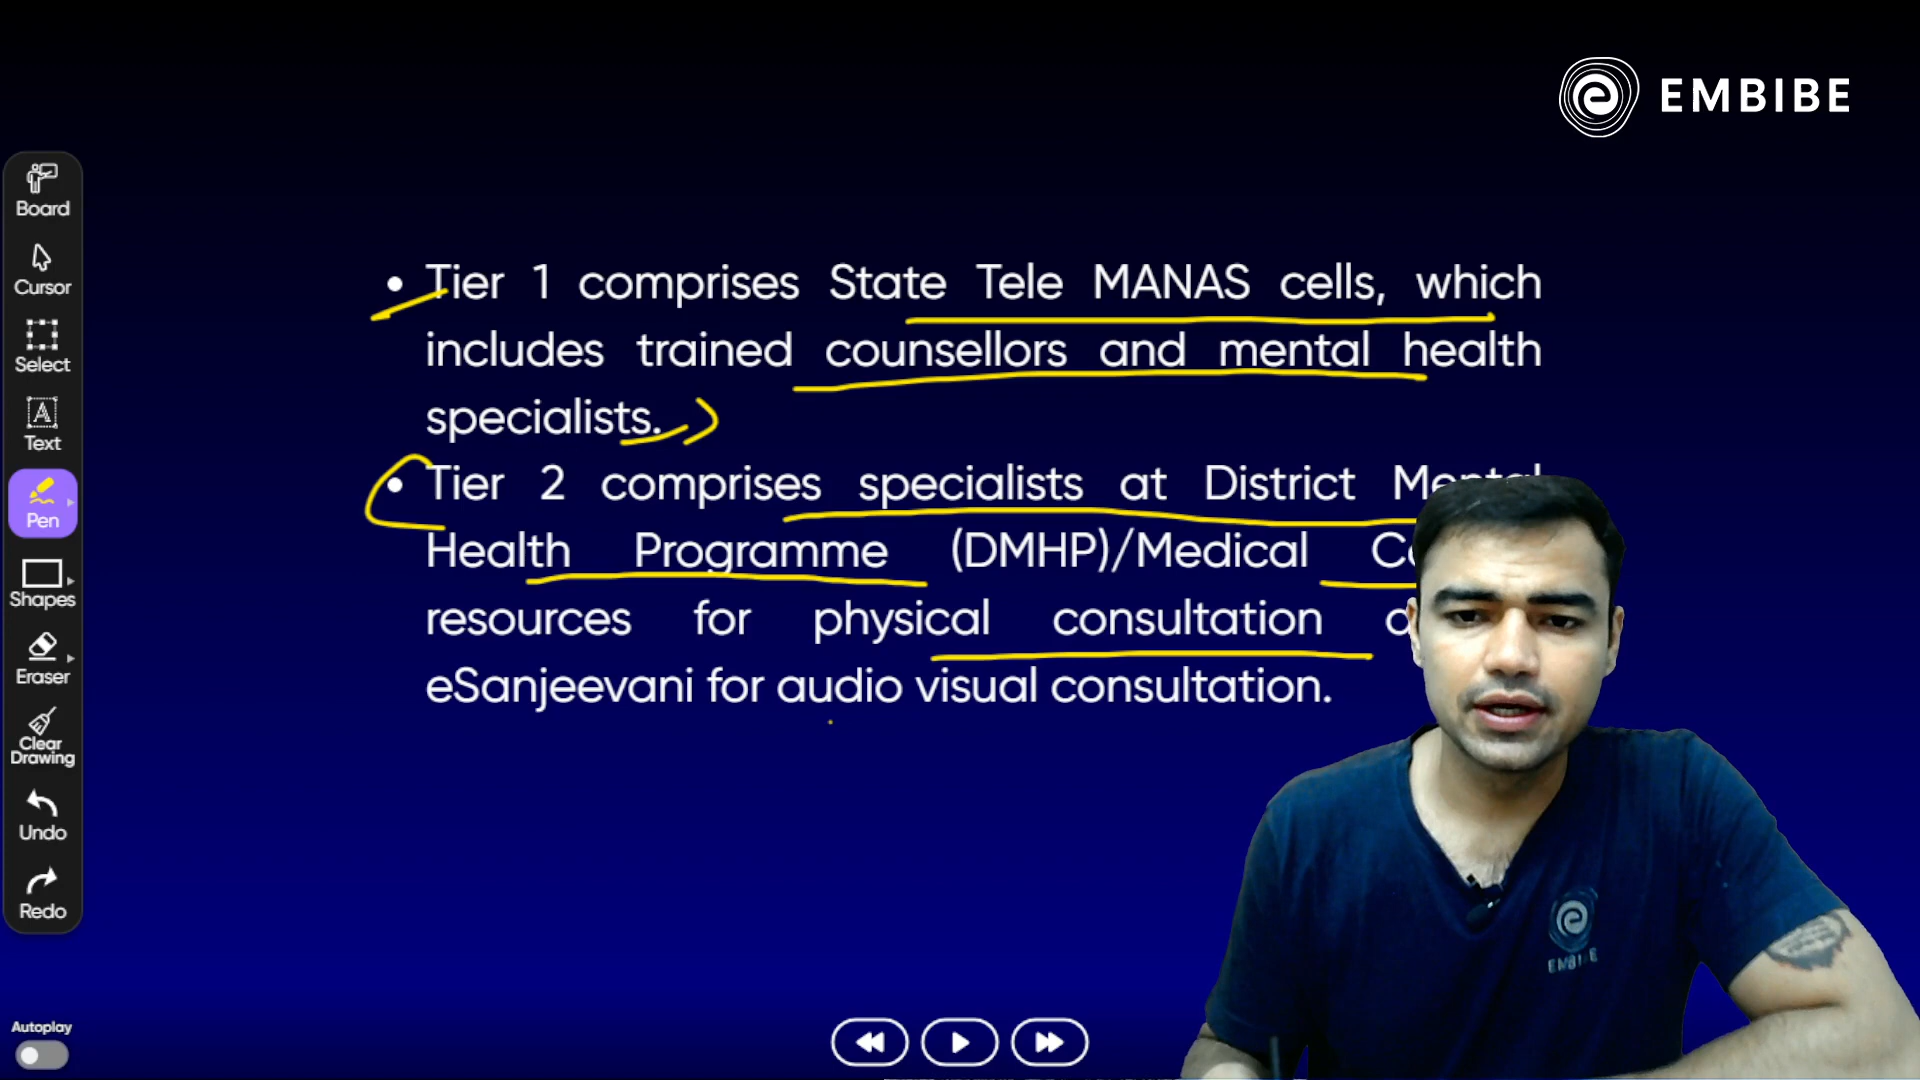 EMBIBE
Board
Cursor
Select
Text
Pen
Shapes
Eraser
Clear
Drawing
Undo
Redo
Autoplay
• Tier 1 comprises State Tele MANAS cells, which
includes trained counsellors and mental health
specialists.
• Tier 2 comprises specialists at District Mental
Health Programme (DMHP)/Medical
resources for physical consultation
eSanjeevani for audio visual consultation.
EMBIBE